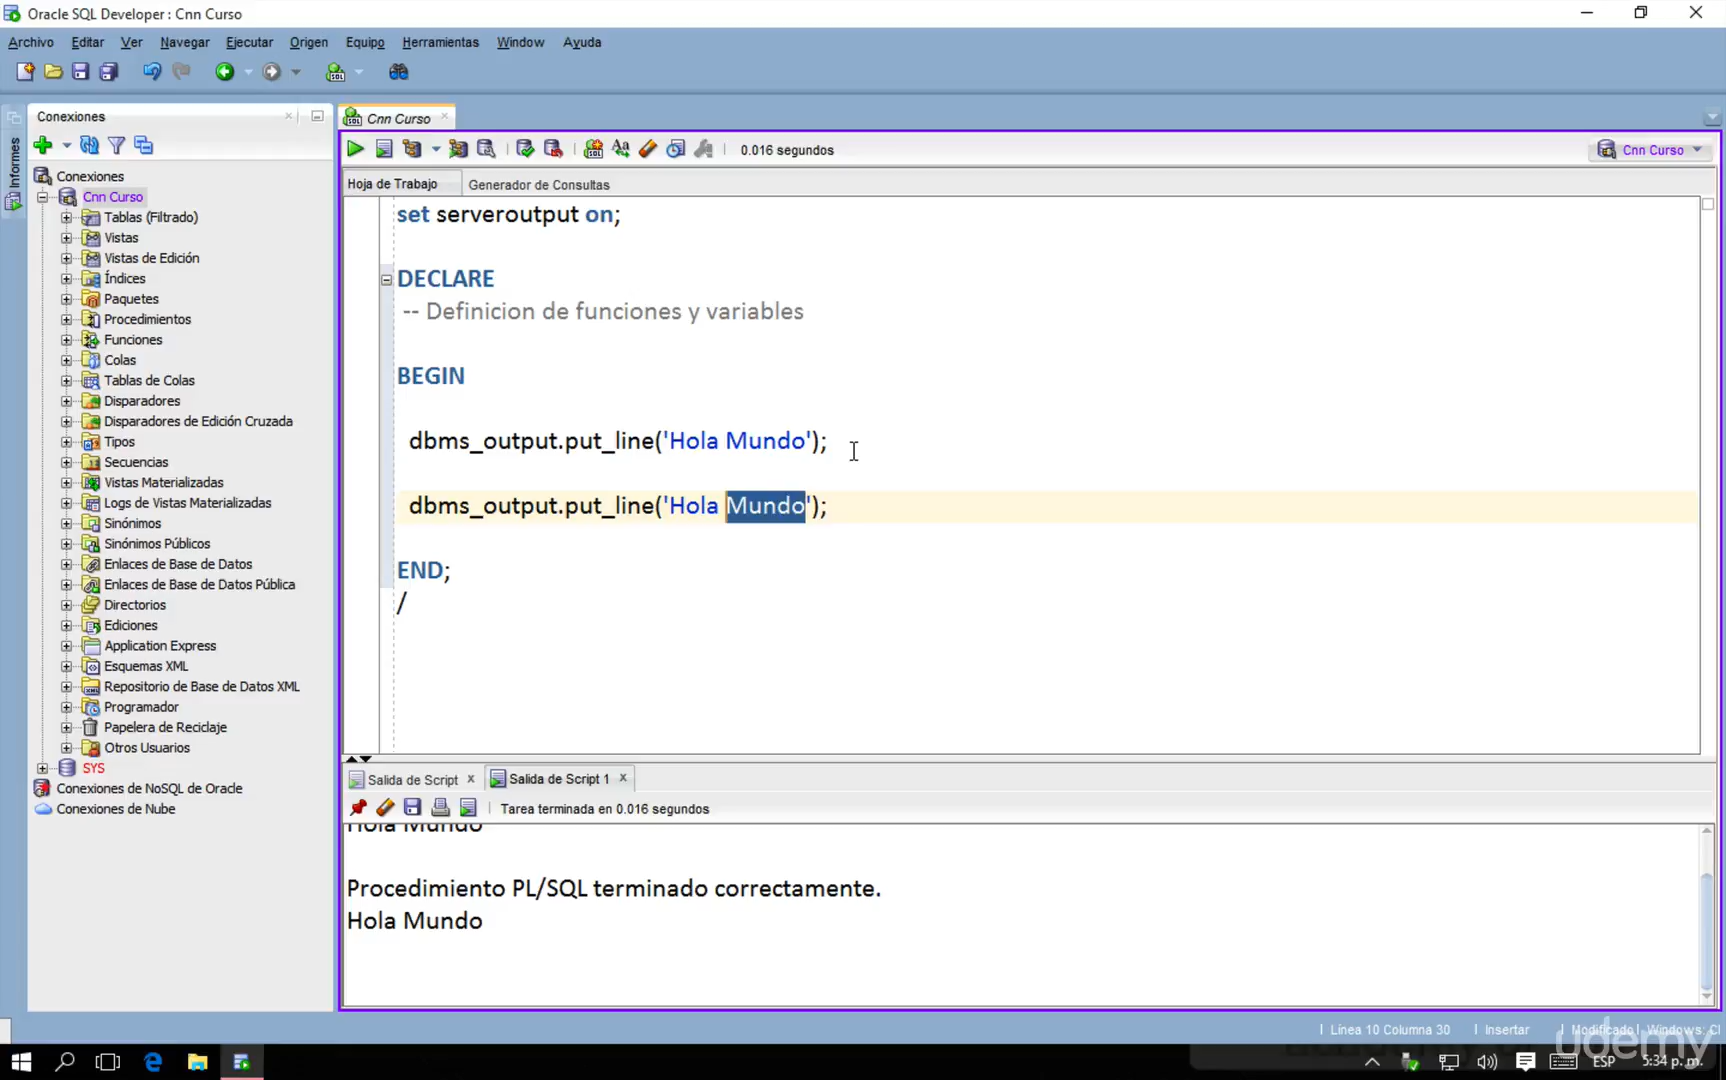 Oracle SQL Developer : Cnn Curso
Archivo Editar Ver Navegar Ejecutar Origen Equipo Herramientas Window Ayuda
Informes
Conexiones
Conexiones
Cnn Curso
Tablas (Filtrado)
Vistas
Vistas de Edición
Índices
Paquetes
Procedimientos
Funciones
Colas
Tablas de Colas
Disparadores
Disparadores de Edición Cruzada
Tipos
Secuencias
Vistas Materializadas
Logs de Vistas Materializadas
Sinónimos
Sinónimos Públicos
Enlaces de Base de Datos
Enlaces de Base de Datos Pública
Directorios
Ediciones
Application Express
Esquemas XML
Repositorio de Base de Datos XML
Programador
Papelera de Reciclaje
Otros Usuarios
SYS
Conexiones de NoSQL de Oracle
Conexiones de Nube
Cnn Curso
0.016 segundos
Cnn Curso
Hoja de Trabajo Generador de Consultas
set serveroutput on;
DECLARE
-- Definicion de funciones y variables
BEGIN
dbms_output.put_line('Hola Mundo');
dbms_output.put_line('Hola Mundo');
END;
/
Salida de Script Salida de Script 1
Tarea terminada en 0.016 segundos
Hola Mundo
Procedimiento PL/SQL terminado correctamente.
Hola Mundo
Línea 10 Columna 30 Insertar Modificado Windows: Cl
udemy
ESP 5:34 p. m.